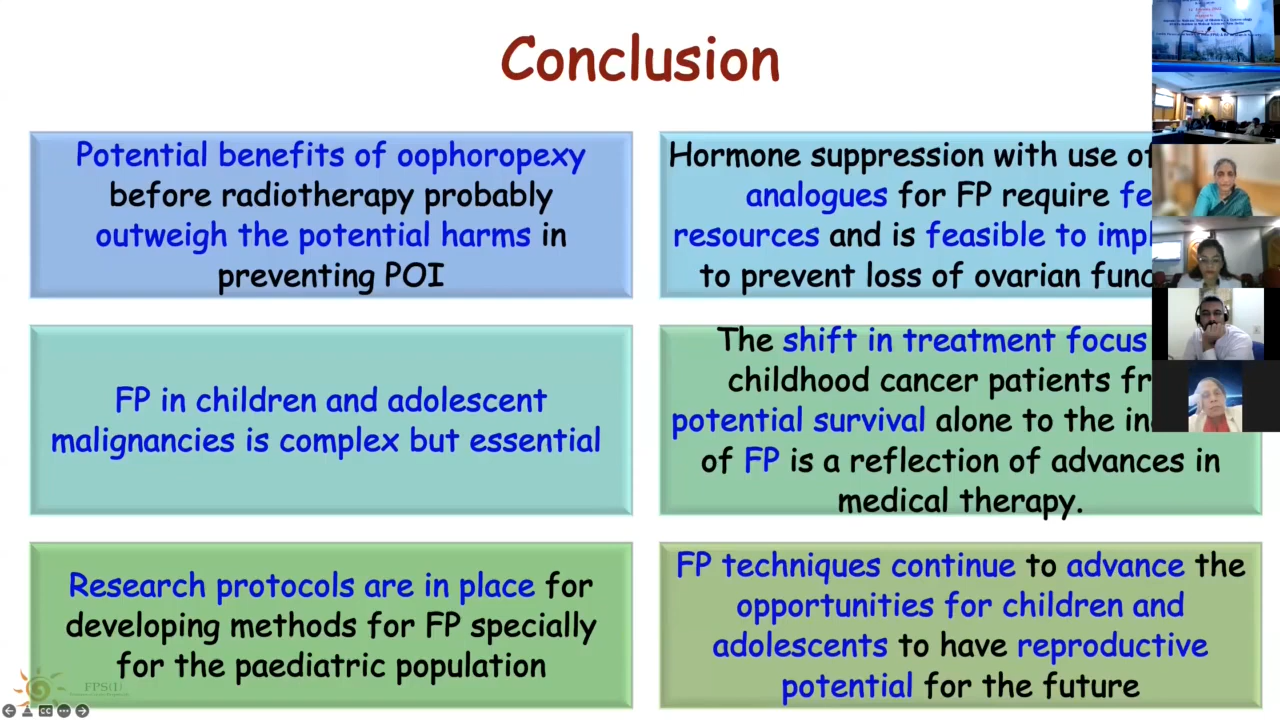 Conclusion
Potential benefits of oophoropexy
before radiotherapy probably
outweigh the potential harms in
preventing POI
Hormone suppression with use of
analogues for FP require
resources and is feasible to
to prevent loss of ovarian
FP in children and adolescent
malignancies is complex but essential
The shift in treatment focus
childhood cancer patients
potential survival alone to the
of FP is a reflection of advances in
medical therapy.
Research protocols are in place for
developing methods for FP specially
for the paediatric population
FP techniques continue to advance the
opportunities for children and
adolescents to have reproductive
potential for the future
FPS(I)
CC